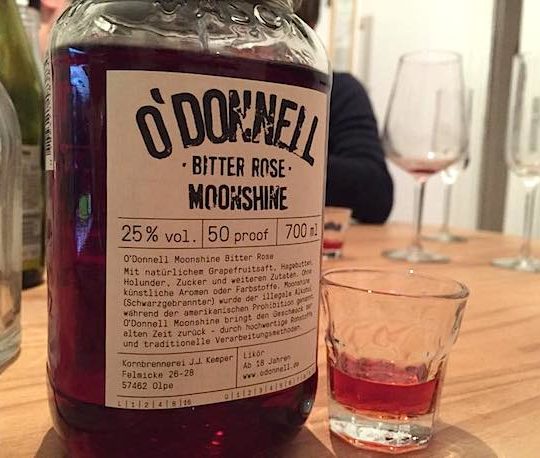 O'DONNELL
· BITTER ROSE ·
MOONSHINE
25% vol. 50 proof 700 ml
O'Donnell Moonshine Bitter Rose
Mit natürlichem Grapefruitsaft, Hagebutten,
Holunder, Zucker und weiteren Zutaten. Ohne
künstliche Aromen oder Farbstoffe. Moonshine
(Schwarzgebrannter) wurde der illegale Alkohol
während der amerikanischen Prohibition genannt.
O'Donnell Moonshine bringt den Geschmack der
alten Zeit zurück - durch hochwertige Rohstoffe
und traditionelle Verarbeitungsmethoden.
Kornbrennerei J.J. Kemper
Felmicke 26-28
57462 Olpe
Likör
Ab 18 Jahren
www.odonnell.de